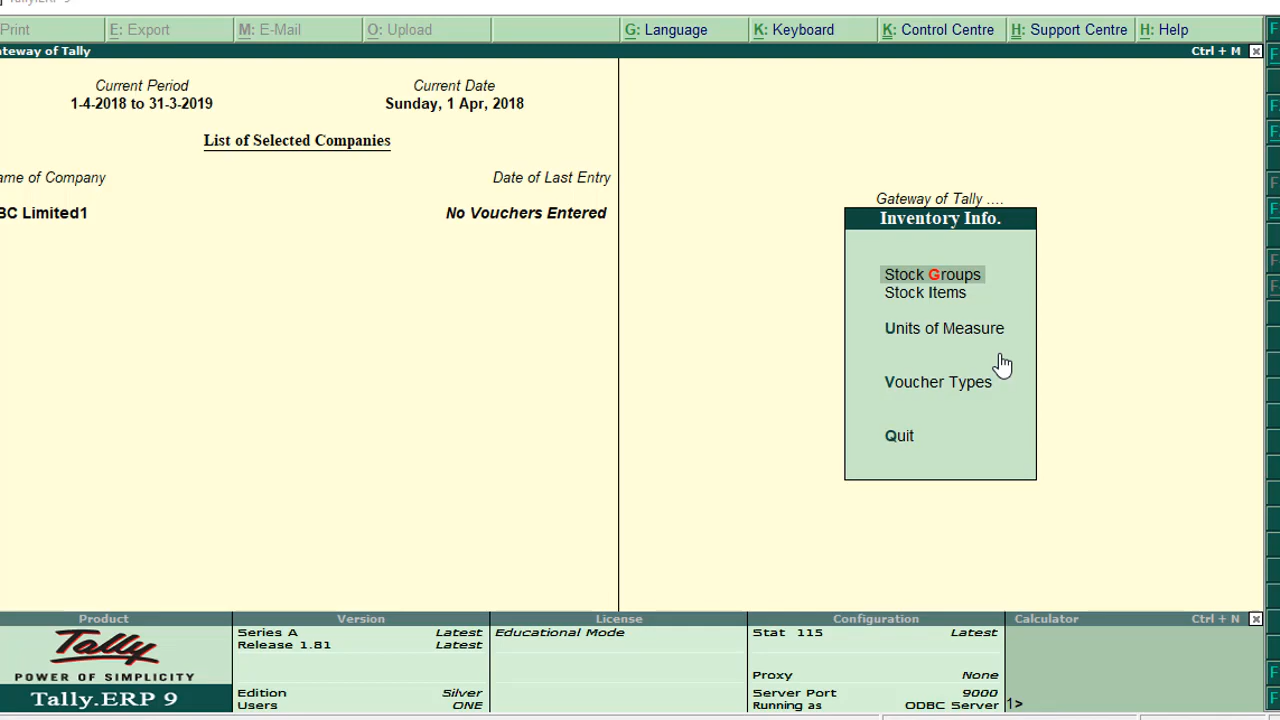 Tally.ERP 9
Print
E: Export
M: E-Mail
O: Upload
G: Language
K: Keyboard
K: Control Centre
H: Support Centre
H: Help
ateway of Tally
Ctrl + M
Current Period
1-4-2018 to 31-3-2019
Current Date
Sunday, 1 Apr, 2018
List of Selected Companies
ame of Company
Date of Last Entry
BC Limited1
No Vouchers Entered
Gateway of Tally ....
Inventory Info.
Stock Groups
Stock Items
Units of Measure
Voucher Types
Quit
Product
Tally
POWER OF SIMPLICITY
Tally.ERP 9
Version
Series A Latest
Release 1.81 Latest
Edition Silver
Users ONE
License
Educational Mode
Configuration
Stat 115 Latest
Proxy None
Server Port 9000
Running as ODBC Server
Calculator
Ctrl + N
1>